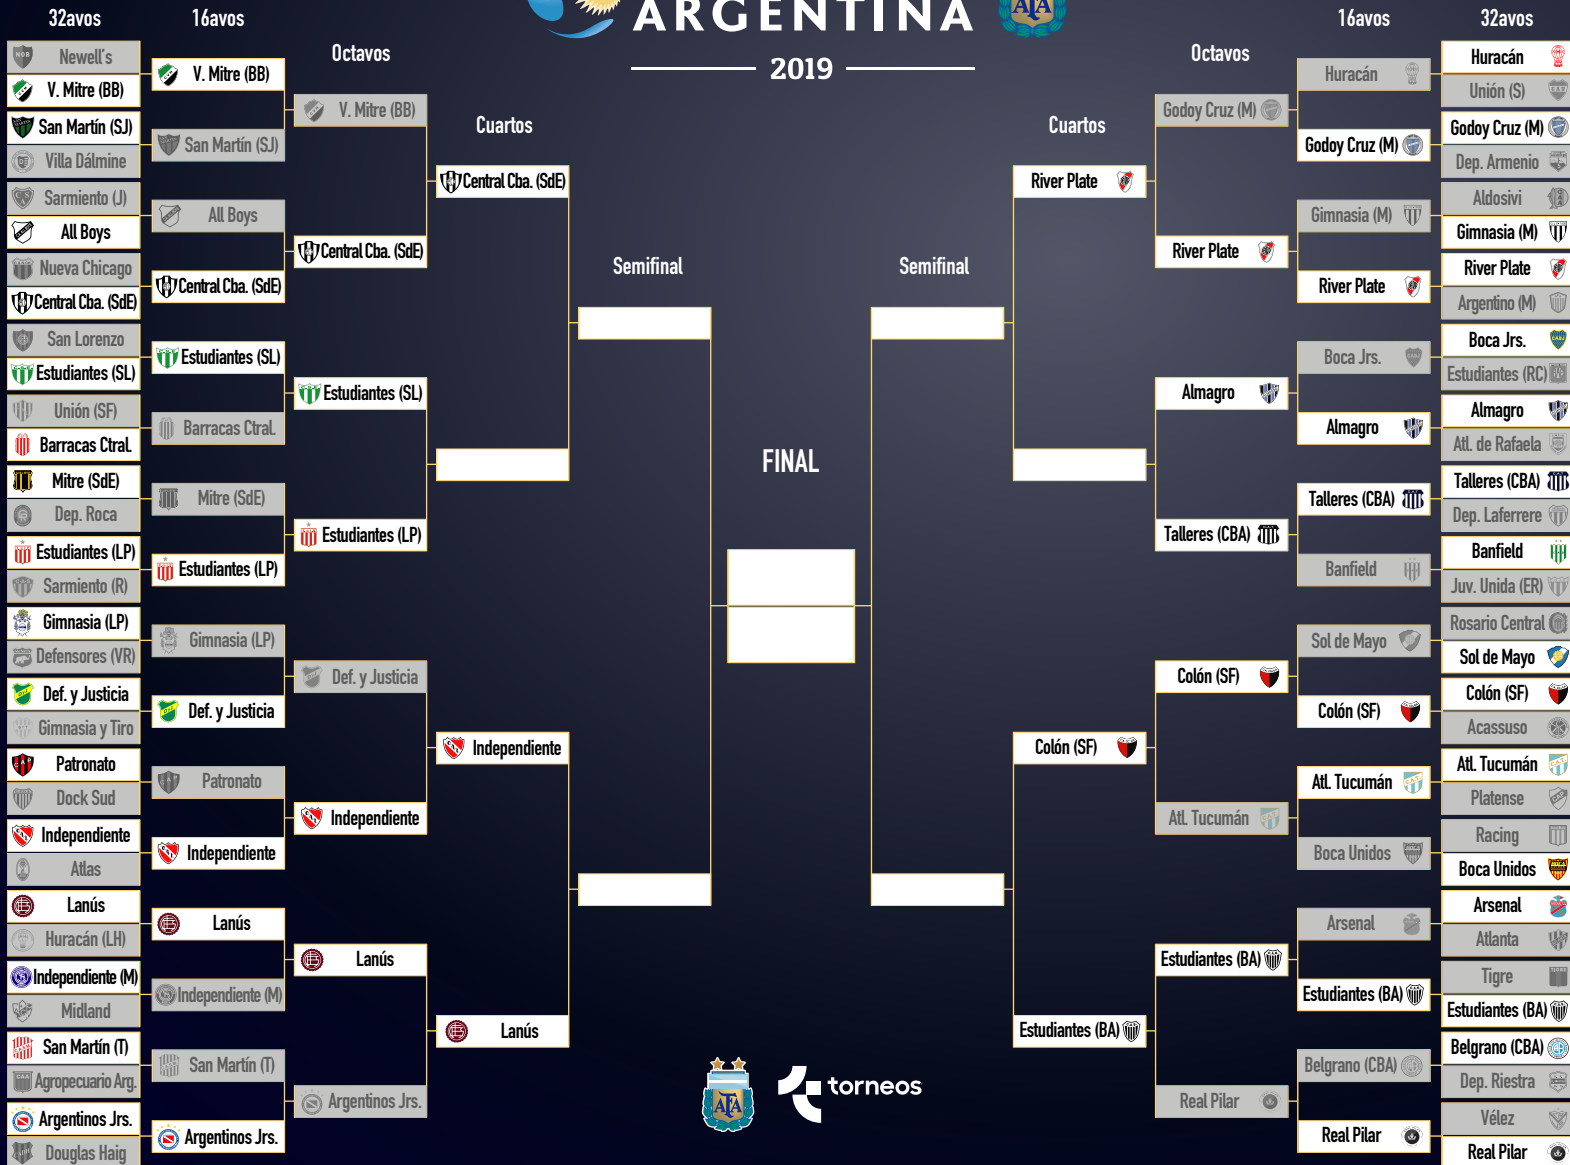 ARGENTINA
AFA
2019
32avos
16avos
Octavos
Cuartos
Semifinal
FINAL
Semifinal
Cuartos
Octavos
16avos
32avos
Newell's
V. Mitre (BB)
San Martín (SJ)
Villa Dálmine
Sarmiento (J)
All Boys
Nueva Chicago
Central Cba. (SdE)
San Lorenzo
Estudiantes (SL)
Unión (SF)
Barracas Ctral.
Mitre (SdE)
Dep. Roca
Estudiantes (LP)
Sarmiento (R)
Gimnasia (LP)
Defensores (VR)
Def. y Justicia
Gimnasia y Tiro
Patronato
Dock Sud
Independiente
Atlas
Lanús
Huracán (LH)
Independiente (M)
Midland
San Martín (T)
Agropecuario Arg.
Argentinos Jrs.
Douglas Haig
V. Mitre (BB)
San Martín (SJ)
All Boys
Central Cba. (SdE)
Estudiantes (SL)
Barracas Ctral.
Mitre (SdE)
Estudiantes (LP)
Gimnasia (LP)
Def. y Justicia
Patronato
Independiente
Lanús
Independiente (M)
San Martín (T)
Argentinos Jrs.
V. Mitre (BB)
Central Cba. (SdE)
Estudiantes (SL)
Estudiantes (LP)
Def. y Justicia
Independiente
Lanús
Argentinos Jrs.
Central Cba. (SdE)
Independiente
Lanús
AFA
torneos
River Plate
Colón (SF)
Estudiantes (BA)
Godoy Cruz (M)
River Plate
Almagro
Talleres (CBA)
Colón (SF)
Atl. Tucumán
Estudiantes (BA)
Real Pilar
Huracán
Godoy Cruz (M)
Gimnasia (M)
River Plate
Boca Jrs.
Almagro
Talleres (CBA)
Banfield
Sol de Mayo
Colón (SF)
Atl. Tucumán
Boca Unidos
Arsenal
Estudiantes (BA)
Belgrano (CBA)
Real Pilar
Huracán
Unión (S)
Godoy Cruz (M)
Dep. Armenio
Aldosivi
Gimnasia (M)
River Plate
Argentino (M)
Boca Jrs.
Estudiantes (RC)
Almagro
Atl. de Rafaela
Talleres (CBA)
Dep. Laferrere
Banfield
Juv. Unida (ER)
Rosario Central
Sol de Mayo
Colón (SF)
Acassuso
Atl. Tucumán
Platense
Racing
Boca Unidos
Arsenal
Atlanta
Tigre
Estudiantes (BA)
Belgrano (CBA)
Dep. Riestra
Vélez
Real Pilar